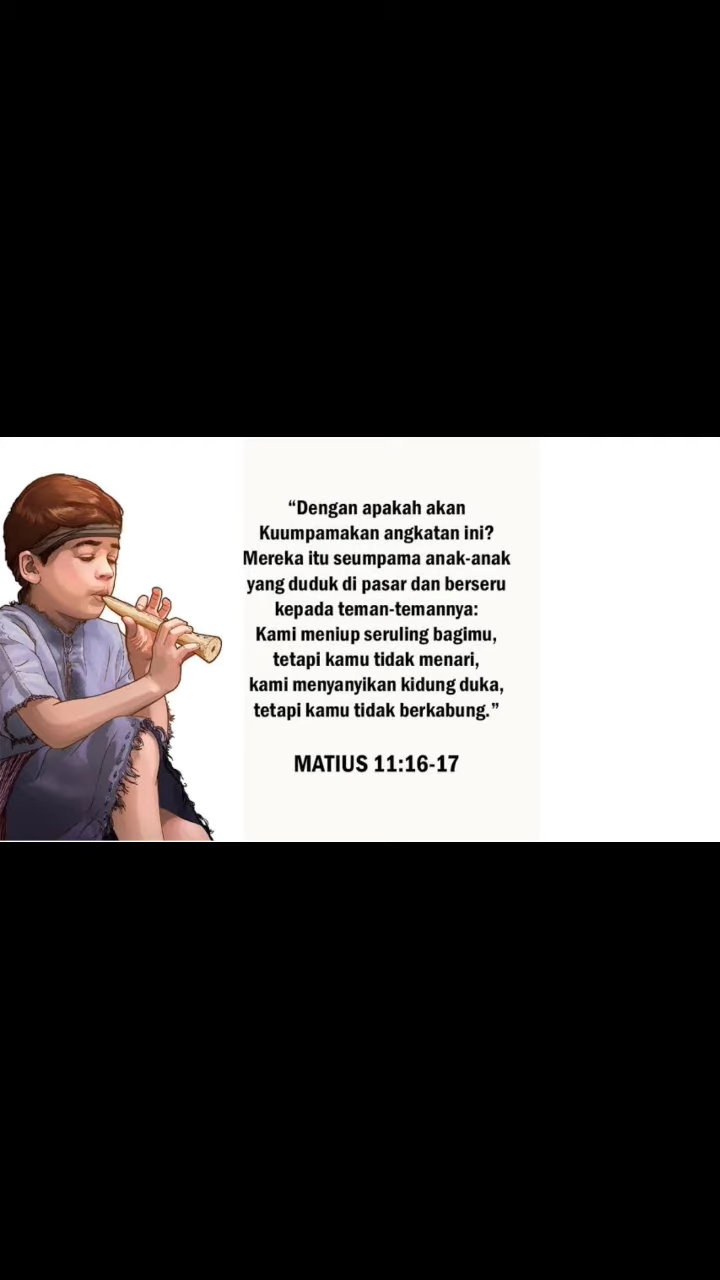 “Dengan apakah akan
Kuumpamakan angkatan ini?
Mereka itu seumpama anak-anak
yang duduk di pasar dan berseru
kepada teman-temannya:
Kami meniup seruling bagimu,
tetapi kamu tidak menari,
kami menyanyikan kidung duka,
tetapi kamu tidak berkabung.”
MATIUS 11:16-17